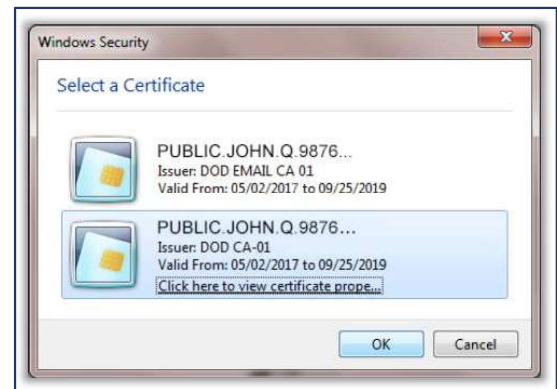 Windows Security
Select a Certificate
PUBLIC.JOHN.Q.9876...
Issuer: DOD EMAIL CA 01
Valid From: 05/02/2017 to 09/25/2019
PUBLIC.JOHN.Q.9876...
Issuer: DOD CA-01
Valid From: 05/02/2017 to 09/25/2019
Click here to view certificate prope...
OK Cancel